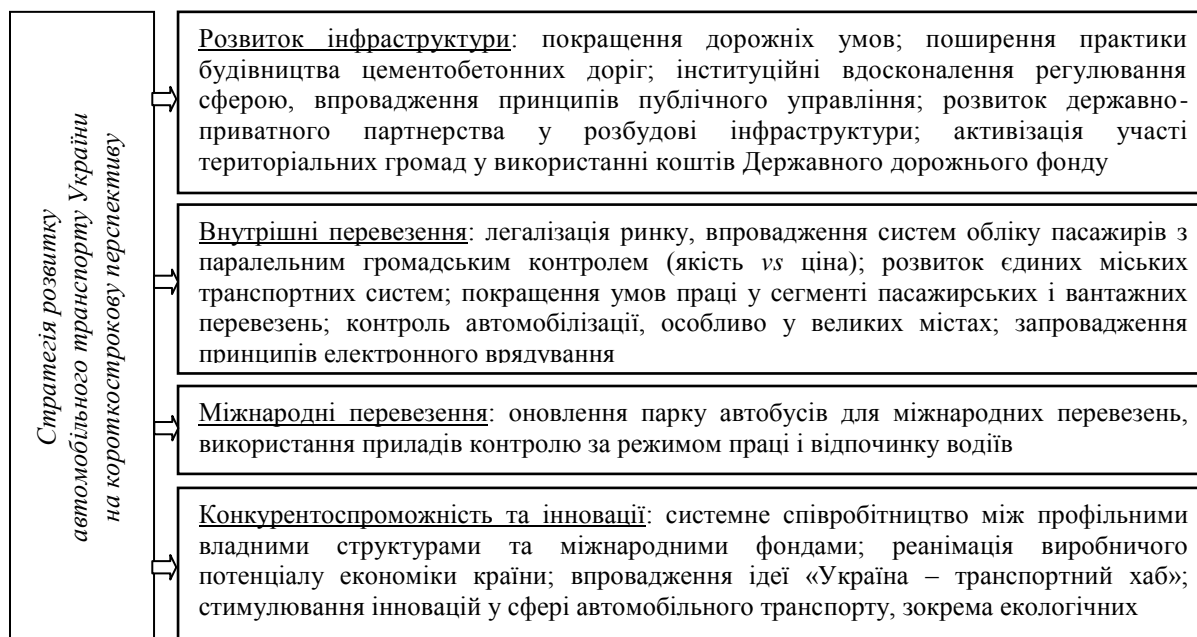 Стратегія розвитку
автомобільного транспорту України
на короткострокову перспективу
Розвиток інфраструктури: покращення дорожніх умов; поширення практики
будівництва цементобетонних доріг; інституційні вдосконалення регулювання
сферою, впровадження принципів публічного управління; розвиток державно-
приватного партнерства у розбудові інфраструктури; активізація участі
територіальних громад у використанні коштів Державного дорожнього фонду
Внутрішні перевезення: легалізація ринку, впровадження систем обліку пасажирів з
паралельним громадським контролем (якість vs ціна); розвиток єдиних міських
транспортних систем; покращення умов праці у сегменті пасажирських і вантажних
перевезень; контроль автомобілізації, особливо у великих містах; запровадження
принципів електронного врядування
Міжнародні перевезення: оновлення парку автобусів для міжнародних перевезень,
використання приладів контролю за режимом праці і відпочинку водіїв
Конкурентоспроможність та інновації: системне співробітництво між профільними
владними структурами та міжнародними фондами; реанімація виробничого
потенціалу економіки країни; впровадження ідеї «Україна – транспортний хаб»;
стимулювання інновацій у сфері автомобільного транспорту, зокрема екологічних